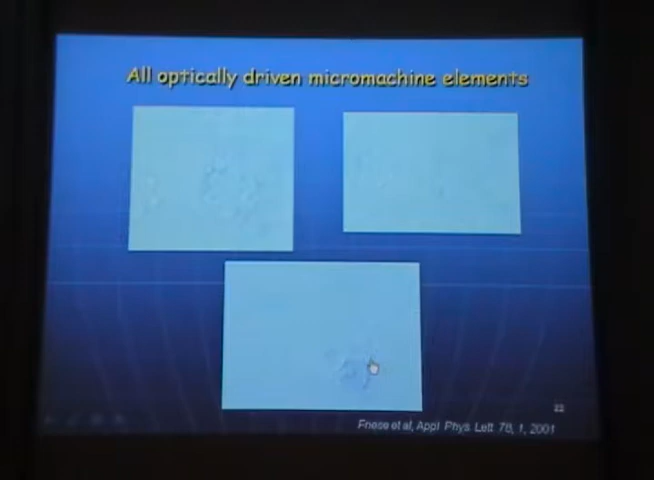 All optically driven micromachine elements
22
Friese et al, Appl Phys Lett 78, 1, 2001